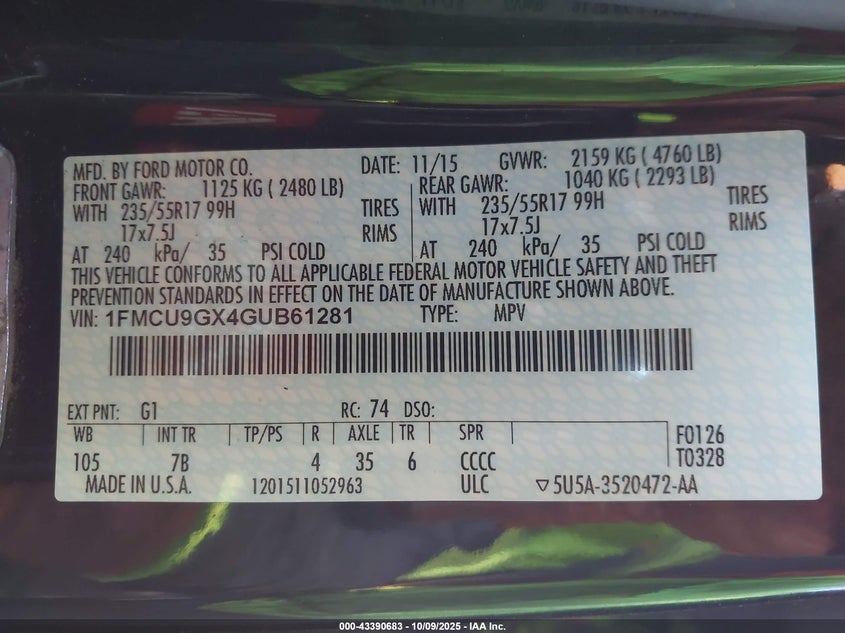 MFD. BY FORD MOTOR CO. DATE: 11/15 GVWR: 2159 KG ( 4760 LB)
FRONT GAWR: 1125 KG ( 2480 LB) REAR GAWR: 1040 KG ( 2293 LB)
WITH 235/55R17 99H TIRES WITH 235/55R17 99H TIRES
17x7.5J RIMS 17x7.5J RIMS
AT 240 kPa/ 35 PSI COLD AT 240 kPa/ 35 PSI COLD
THIS VEHICLE CONFORMS TO ALL APPLICABLE FEDERAL MOTOR VEHICLE SAFETY AND THEFT
PREVENTION STANDARDS IN EFFECT ON THE DATE OF MANUFACTURE SHOWN ABOVE.
VIN: 1FMCU9GX4GUB61281 TYPE: MPV
EXT PNT: G1 RC: 74 DSO:
WB INT TR TP/PS R AXLE TR SPR F0126
105 7B 4 35 6 CCCC T0328
MADE IN U.S.A. 1201511052963 ULC ▽5U5A-3520472-AA
000-43390683 - 10/09/2025 - IAA Inc.